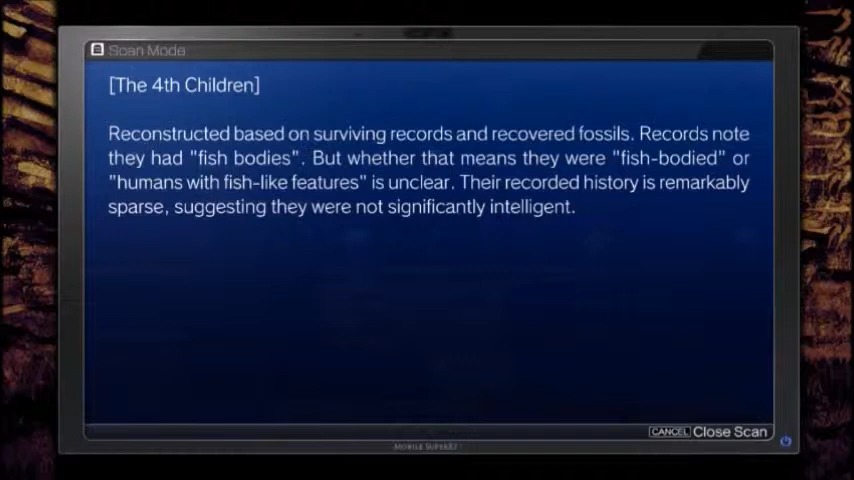 Scan Mode
[The 4th Children]
Reconstructed based on surviving records and recovered fossils. Records note
they had "fish bodies". But whether that means they were "fish-bodied" or
"humans with fish-like features" is unclear. Their recorded history is remarkably
sparse, suggesting they were not significantly intelligent.
CANCEL Close Scan